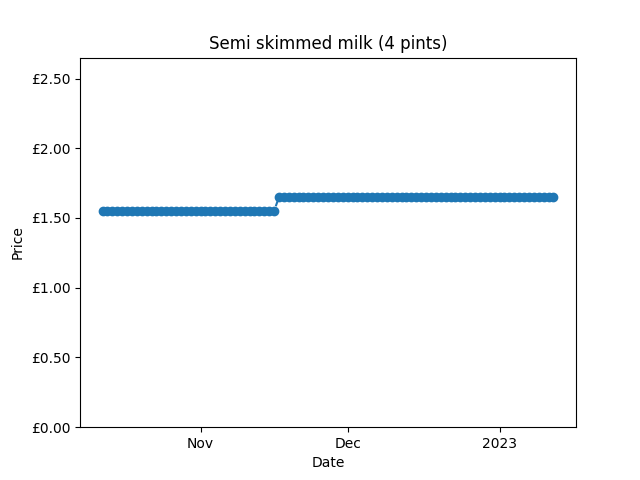 Semi skimmed milk (4 pints)
£2.50
£2.00
£1.50
£1.00
£0.50
£0.00
Price
Nov
Dec
2023
Date